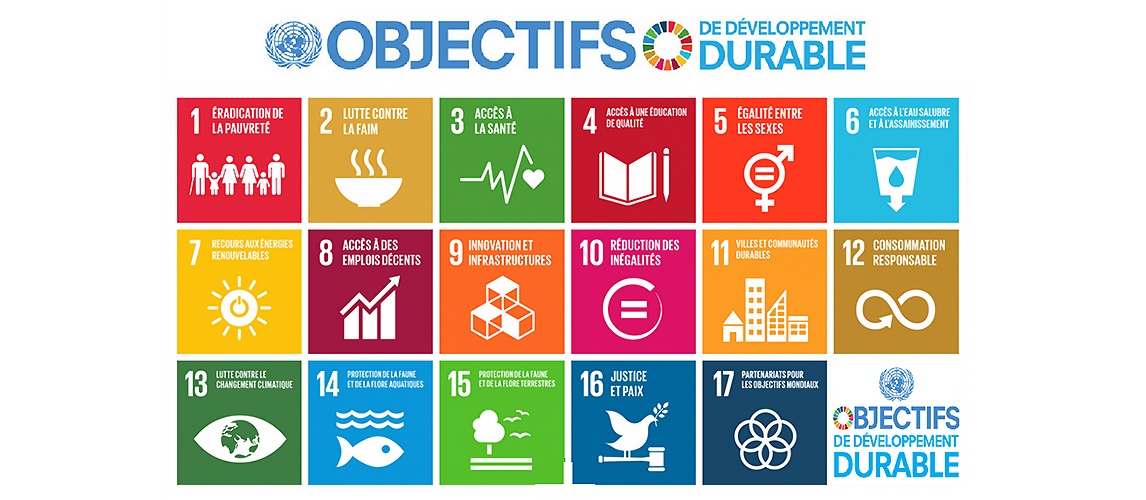 OBJECTIFS
DE DÉVELOPPEMENT
DURABLE
1 ÉRADICATION DE
LA PAUVRETÉ
2 LUTTE CONTRE
LA FAIM
3 ACCÈS À
LA SANTÉ
4 ACCÈS À UNE ÉDUCATION
DE QUALITÉ
5 ÉGALITÉ ENTRE
LES SEXES
6 ACCÈS À L'EAU SALUBRE
ET À L'ASSAINISSEMENT
7 RECOURS AUX ÉNERGIES
RENOUVELABLES
8 ACCÈS À DES
EMPLOIS DÉCENTS
9 INNOVATION ET
INFRASTRUCTURES
10 RÉDUCTION DES
INÉGALITÉS
11 VILLES ET COMMUNAUTÉS
DURABLES
12 CONSOMMATION
RESPONSABLE
13 LUTTE CONTRE LE
CHANGEMENT CLIMATIQUE
14 PROTECTION DE LA FAUNE
ET DE LA FLORE AQUATIQUES
15 PROTECTION DE LA FAUNE
ET DE LA FLORE TERRESTRES
16 JUSTICE
ET PAIX
17 PARTENARIATS POUR
LES OBJECTIFS MONDIAUX
OBJECTIFS
DE DÉVELOPPEMENT
DURABLE